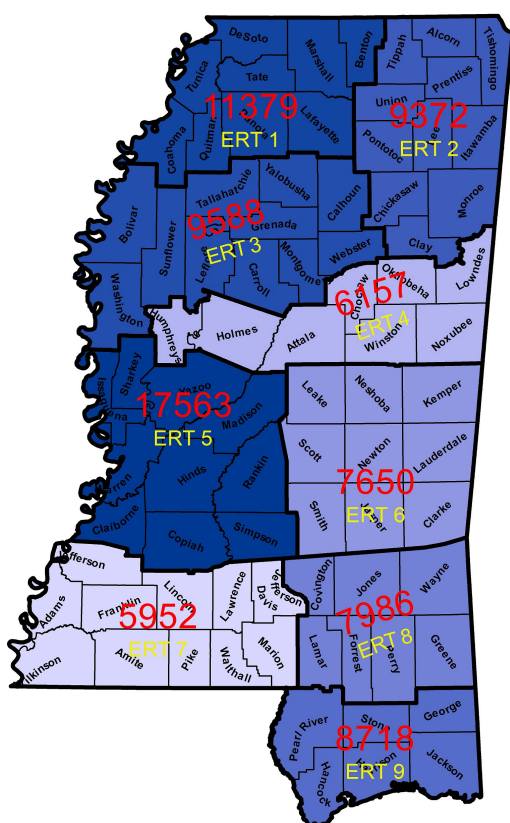 DeSoto
Marshall
Benton
Tippah
Alcorn
Tishomingo
Tunica
Tate
Prentiss
Union
11379
9372
ERT 1
ERT 2
Coahoma
Quitman
Lafayette
Pontotoc
Itawamba
Tallahatchie
Yalobusha
Calhoun
Chickasaw
Monroe
Bolivar
Sunflower
9588
Grenada
ERT 3
Carroll
Montgome
Webster
Clay
Washington
Humphreys
Holmes
Attala
Choctaw
Oktibbeha
Lowndes
6157
ERT 4
Winston
Noxubee
Sharkey
Issaquena
Yazoo
Madison
17563
ERT 5
Leake
Neshoba
Kemper
Scott
Newton
Lauderdale
Hinds
Rankin
7650
ERT 6
Smith
Clarke
Claiborne
Copiah
Simpson
Jefferson
Adams
Franklin
Lincoln
Lawrence
Jefferson
Davis
Covington
Jones
Wayne
5952
ERT 7
7986
ERT 8
Wilkinson
Amite
Pike
Walthall
Marion
Lamar
Forrest
Perry
Greene
Pearl River
Stone
George
8718
ERT 9
Hancock
Jackson